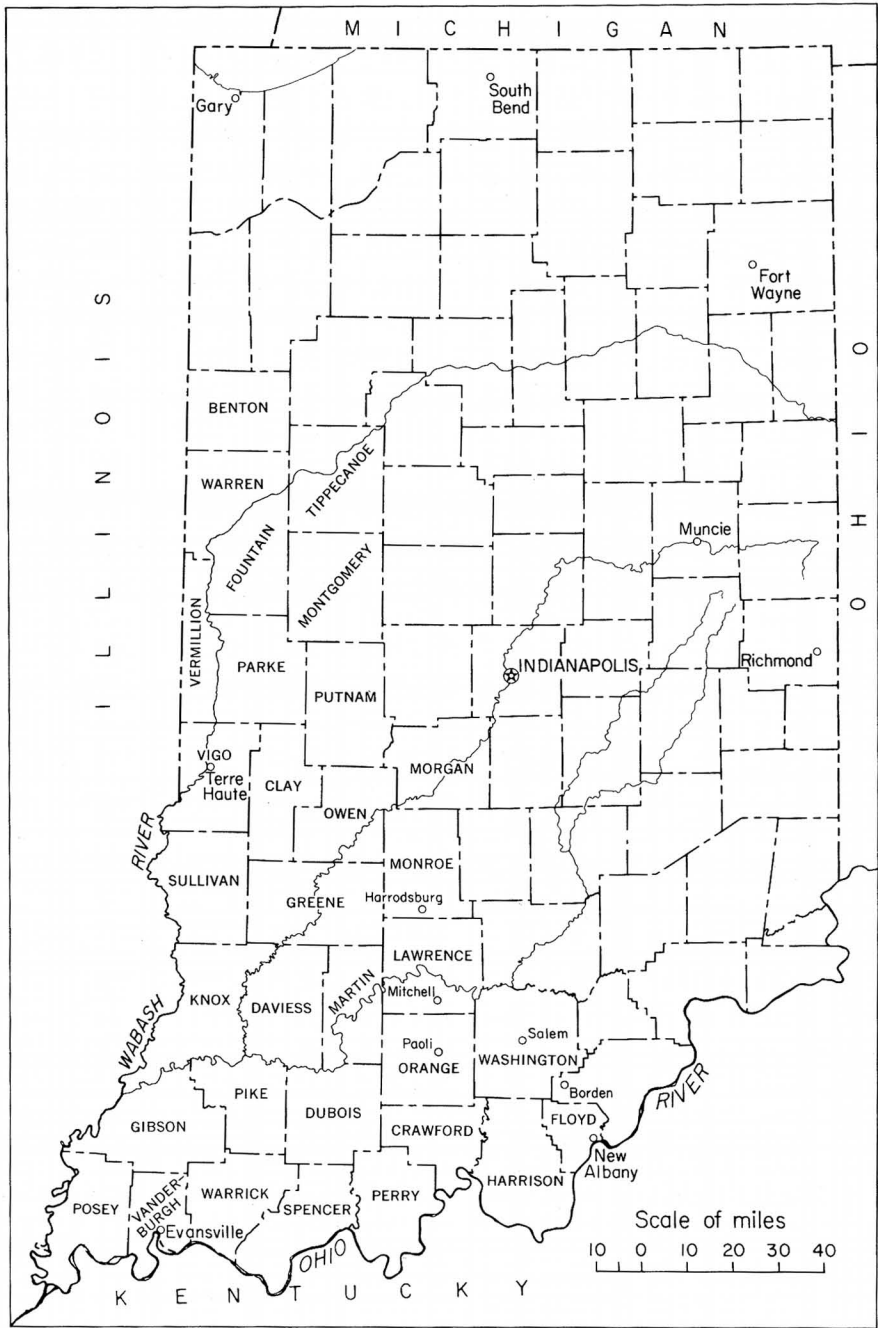 MICHIGAN
Gary
South
Bend
Fort
Wayne
ILLINOIS
OHIO
BENTON
WARREN
TIPPECANOE
FOUNTAIN
MONTGOMERY
Muncie
VERMILLION
PARKE
PUTNAM
INDIANAPOLIS
Richmond
VIGO
Terre
Haute
CLAY
MORGAN
OWEN
RIVER
SULLIVAN
GREENE
MONROE
Harrodsburg
LAWRENCE
MARTIN
Mitchell
KNOX
DAVIESS
WABASH
Salem
WASHINGTON
Paoli
ORANGE
Borden
RIVER
PIKE
DUBOIS
GIBSON
CRAWFORD
FLOYD
New
Albany
HARRISON
POSEY
VANDER-
BURGH
Evansville
WARRICK
SPENCER
PERRY
OHIO
KENTUCKY
Scale of miles
10 0 10 20 30 40